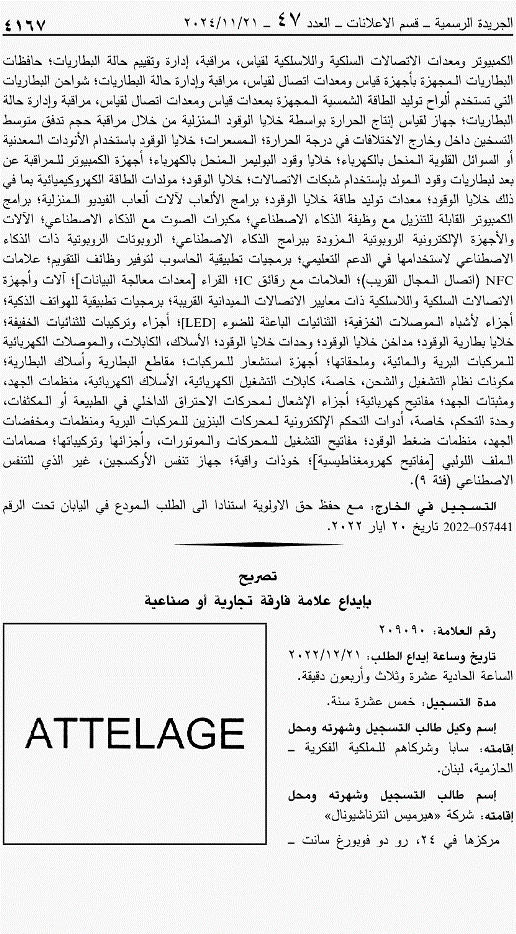 الجريدة الرسمية ــ قسم الاعلانات ــ العدد ٤٧ ــ ٢٠٢٤/١١/٢١
٤١٦٧
الكمبيوتر ومعدات الاتصالات السلكية واللاسلكية لقياس، مراقبة، إدارة وتقييم حالة البطاريات؛ حافظات
البطاريات المجهزة بأجهزة قياس ومعدات اتصال لقياس، مراقبة وإدارة حالة البطاريات؛ شواحن البطاريات
التي تستخدم ألواح توليد الطاقة الشمسية المجهزة بمعدات قياس ومعدات اتصال لقياس، مراقبة وإدارة حالة
البطاريات؛ جهاز لقياس إنتاج الحرارة بواسطة خلايا الوقود المنزلية من خلال مراقبة حجم تدفق متوسط
التسخين داخل وخارج الاختلافات في درجة الحرارة؛ المسعرات؛ خلايا الوقود باستخدام الأنودات المعدنية
أو السوائل القلوية المنحل بالكهرباء؛ خلايا وقود البوليمر المنحل بالكهرباء؛ أجهزة الكمبيوتر للمراقبة عن
بعد لبطاريات وقود المولد بإستخدام شبكات الاتصالات؛ خلايا الوقود؛ مولدات الطاقة الكهروكيميائية بما في
ذلك خلايا الوقود؛ معدات توليد طاقة خلايا الوقود؛ برامج الألعاب لآلات ألعاب الفيديو المنزلية؛ برامج
الكمبيوتر القابلة للتنزيل مع وظيفة الذكاء الاصطناعي؛ مكبرات الصوت مع الذكاء الاصطناعي؛ الآلات
والأجهزة الإلكترونية الروبوتية المزودة ببرامج الذكاء الاصطناعي؛ الروبوتات الروبوتية ذات الذكاء
الاصطناعي لاستخدامها في الدعم التعليمي؛ برمجيات تطبيقية الحاسوب لتوفير وظائف التقويم؛ علامات
NFC (اتصال المجال القريب)؛ العلامات مع رقائق IC؛ القراء [معدات معالجة البيانات]؛ آلات وأجهزة
الاتصالات السلكية واللاسلكية ذات معايير الاتصالات الميدانية القريبة؛ برمجيات تطبيقية للهواتف الذكية؛
أجزاء لأشباه الموصلات الخزفية؛ الثنائيات الباعثة للضوء [LED]؛ أجزاء وتركيبات للثنائيات الخفيفة؛
خلايا بطارية الوقود؛ مداخن خلايا الوقود؛ وحدات خلايا الوقود؛ الأسلاك، الكابلات، والموصلات الكهربائية
للمركبات البرية والمائية، وملحقاتها؛ أجهزة استشعار للمركبات؛ مقاطع البطارية وأسلاك البطارية؛
مكونات نظام التشغيل والشحن، خاصة، كابلات التشغيل الكهربائية، الأسلاك الكهربائية، منظمات الجهد،
ومثبتات الجهد؛ مفاتيح كهربائية؛ أجزاء الإشعال لمحركات الاحتراق الداخلي في الطبيعة أو المكثفات،
وحدة التحكم، خاصة، أدوات التحكم الإلكترونية لمحركات البنزين للمركبات البرية ومنظمات ومخفضات
الجهد، منظمات ضغط الوقود؛ مفاتيح التشغيل للمحركات والموتورات، وأجزائها وتركيباتها؛ صمامات
الملف اللولبي [مفاتيح كهرومغناطيسية]؛ خوذات واقية؛ جهاز تنفس الأوكسجين، غير الذي للتنفس
الاصطناعي (فئة ٩).
التسجيل في الخارج: مع حفظ حق الاولوية استنادا الى الطلب المودع في اليابان تحت الرقم
2022-057441 تاريخ ٢٠ ايار ٢٠٢٢.
تصريح
بإيداع علامة فارقة تجارية أو صناعية
رقم العلامة: ٢٠٩٠٩٠
تاريخ وساعة إيداع الطلب: ٢٠٢٢/١٢/٢١
الساعة الحادية عشرة وثلاث وأربعون دقيقة.
مدة التسجيل: خمس عشرة سنة.
إسم وكيل طالب التسجيل وشهرته ومحل
إقامته: سابا وشركاهم للملكية الفكرية ــ
الحازمية، لبنان.
إسم طالب التسجيل وشهرته ومحل
إقامته: شركة «هيرميس انترناشيونال»
مركزها في ٢٤، رو دو فوبورغ سانت ــ
ATTELAGE